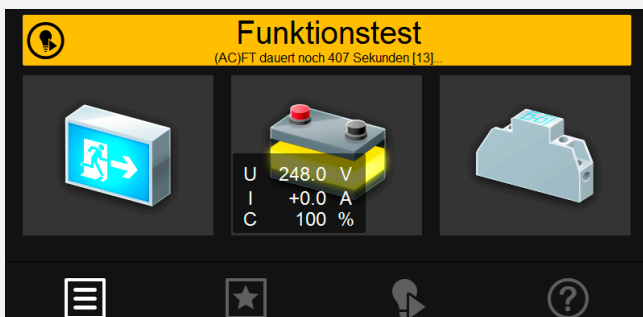 Funktionstest
(AC)FT dauert noch 407 Sekunden [13]...
U 248.0 V
I +0.0 A
C 100 %